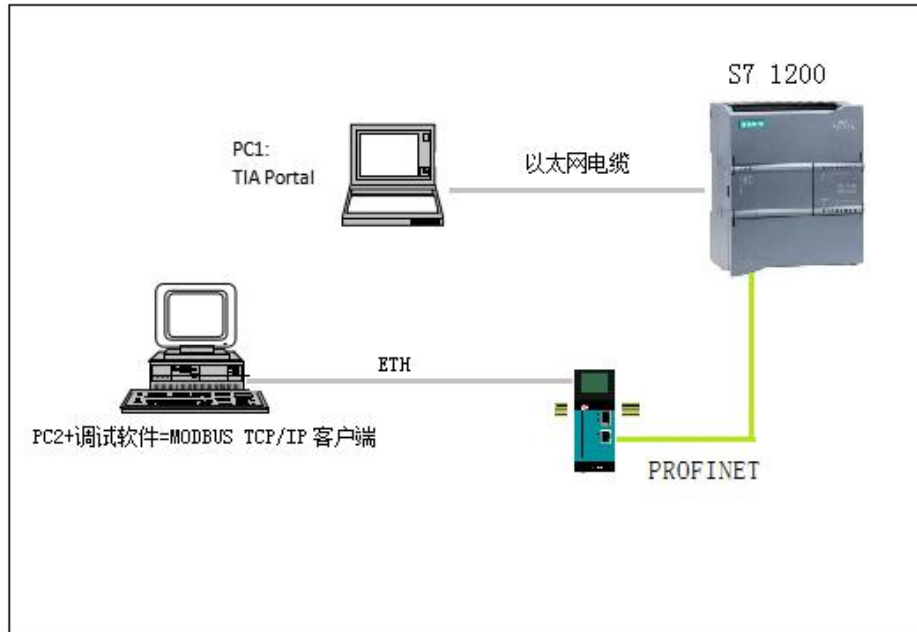 S7 1200
PC1:
TIA Portal
以太网电缆
ETH
PC2+调试软件=MODBUS TCP/IP 客户端
PROFINET